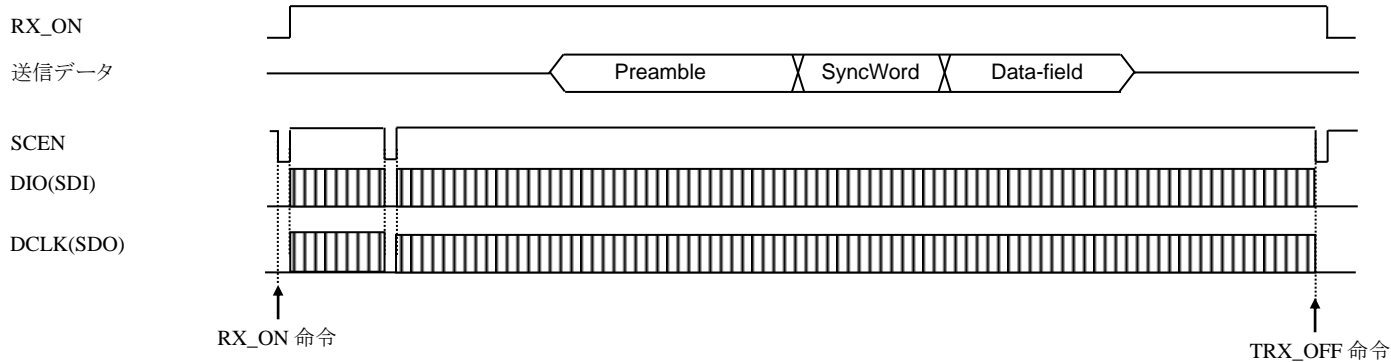 RX_ON
送信データ
Preamble SyncWord Data-field
SCEN
DIO(SDI)
DCLK(SDO)
RX_ON 命令
TRX_OFF 命令